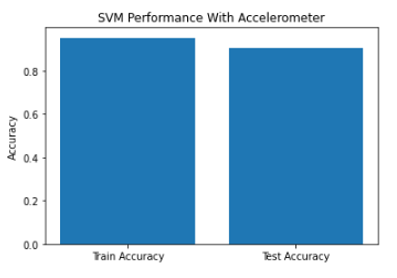 SVM Performance With Accelerometer
Accuracy
0.8
0.6
0.4
0.2
0.0
Train Accuracy
Test Accuracy